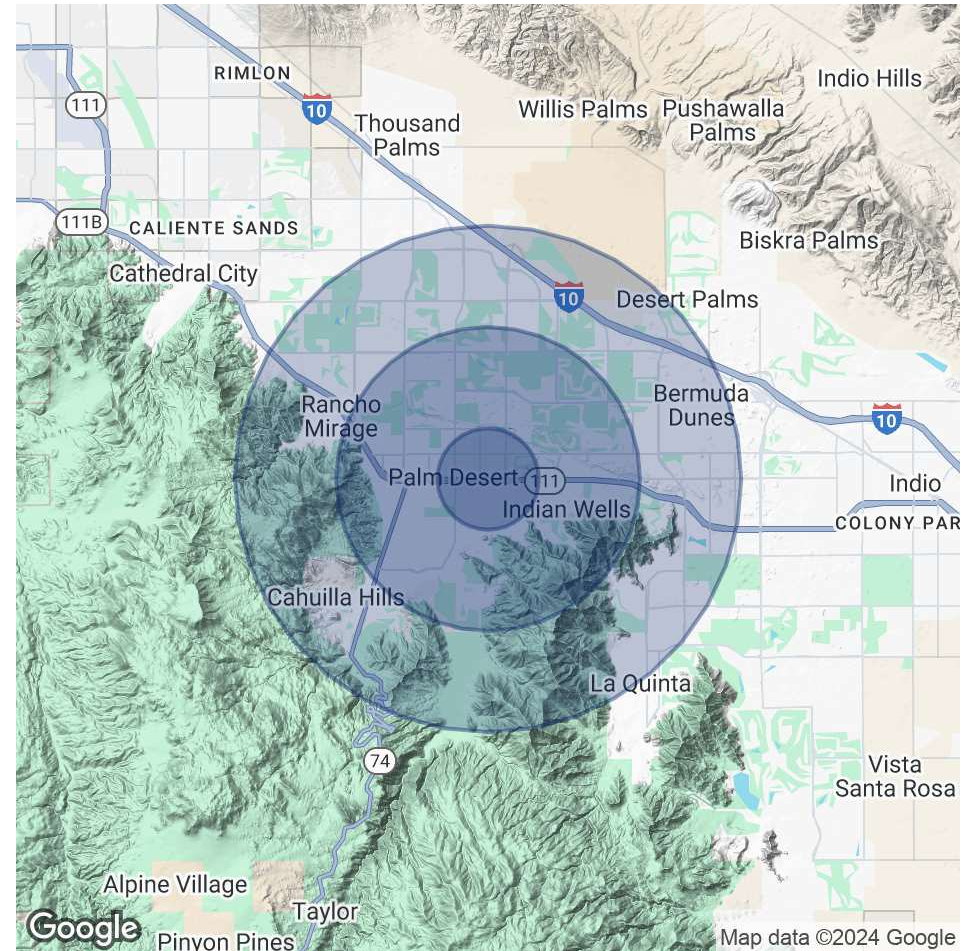 RIMLON
Indio Hills
111
10
Willis Palms
Pushawalla
Palms
Thousand
Palms
111B
CALIENTE SANDS
Biskra Palms
Cathedral City
10
Desert Palms
Rancho
Mirage
Bermuda
Dunes
10
Palm Desert
111
Indio
Indian Wells
COLONY PAR
Cahuilla Hills
La Quinta
74
Vista
Santa Rosa
Alpine Village
Taylor
Google
Pinyon Pines
Map data ©2024 Google